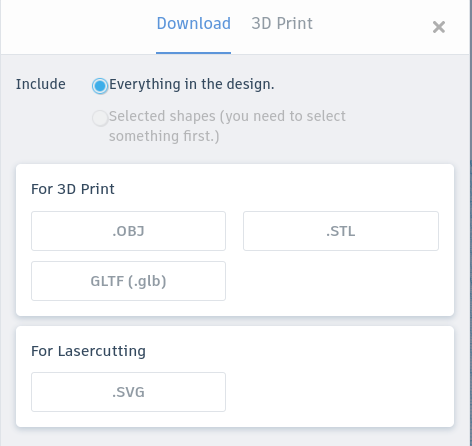 Download 3D Print
Include Everything in the design.
Selected shapes (you need to select
something first.)
For 3D Print
.OBJ .STL
GLTF (.glb)
For Lasercutting
.SVG